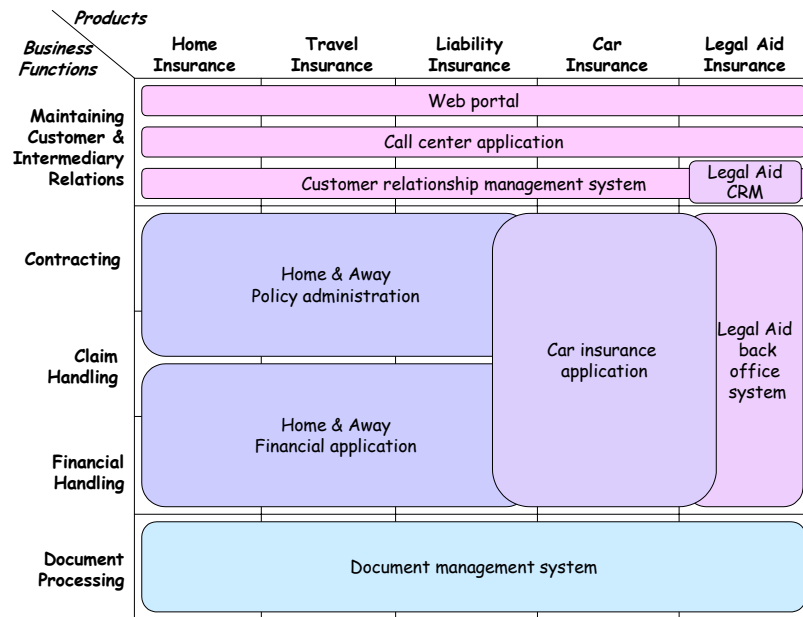 Products
Business
Functions
Home
Insurance
Travel
Insurance
Liability
Insurance
Car
Insurance
Legal Aid
Insurance
Maintaining
Customer &
Intermediary
Relations
Web portal
Call center application
Customer relationship management system
Legal Aid
CRM
Contracting
Home & Away
Policy administration
Claim
Handling
Car insurance
application
Legal Aid
back
office
system
Home & Away
Financial application
Financial
Handling
Document
Processing
Document management system